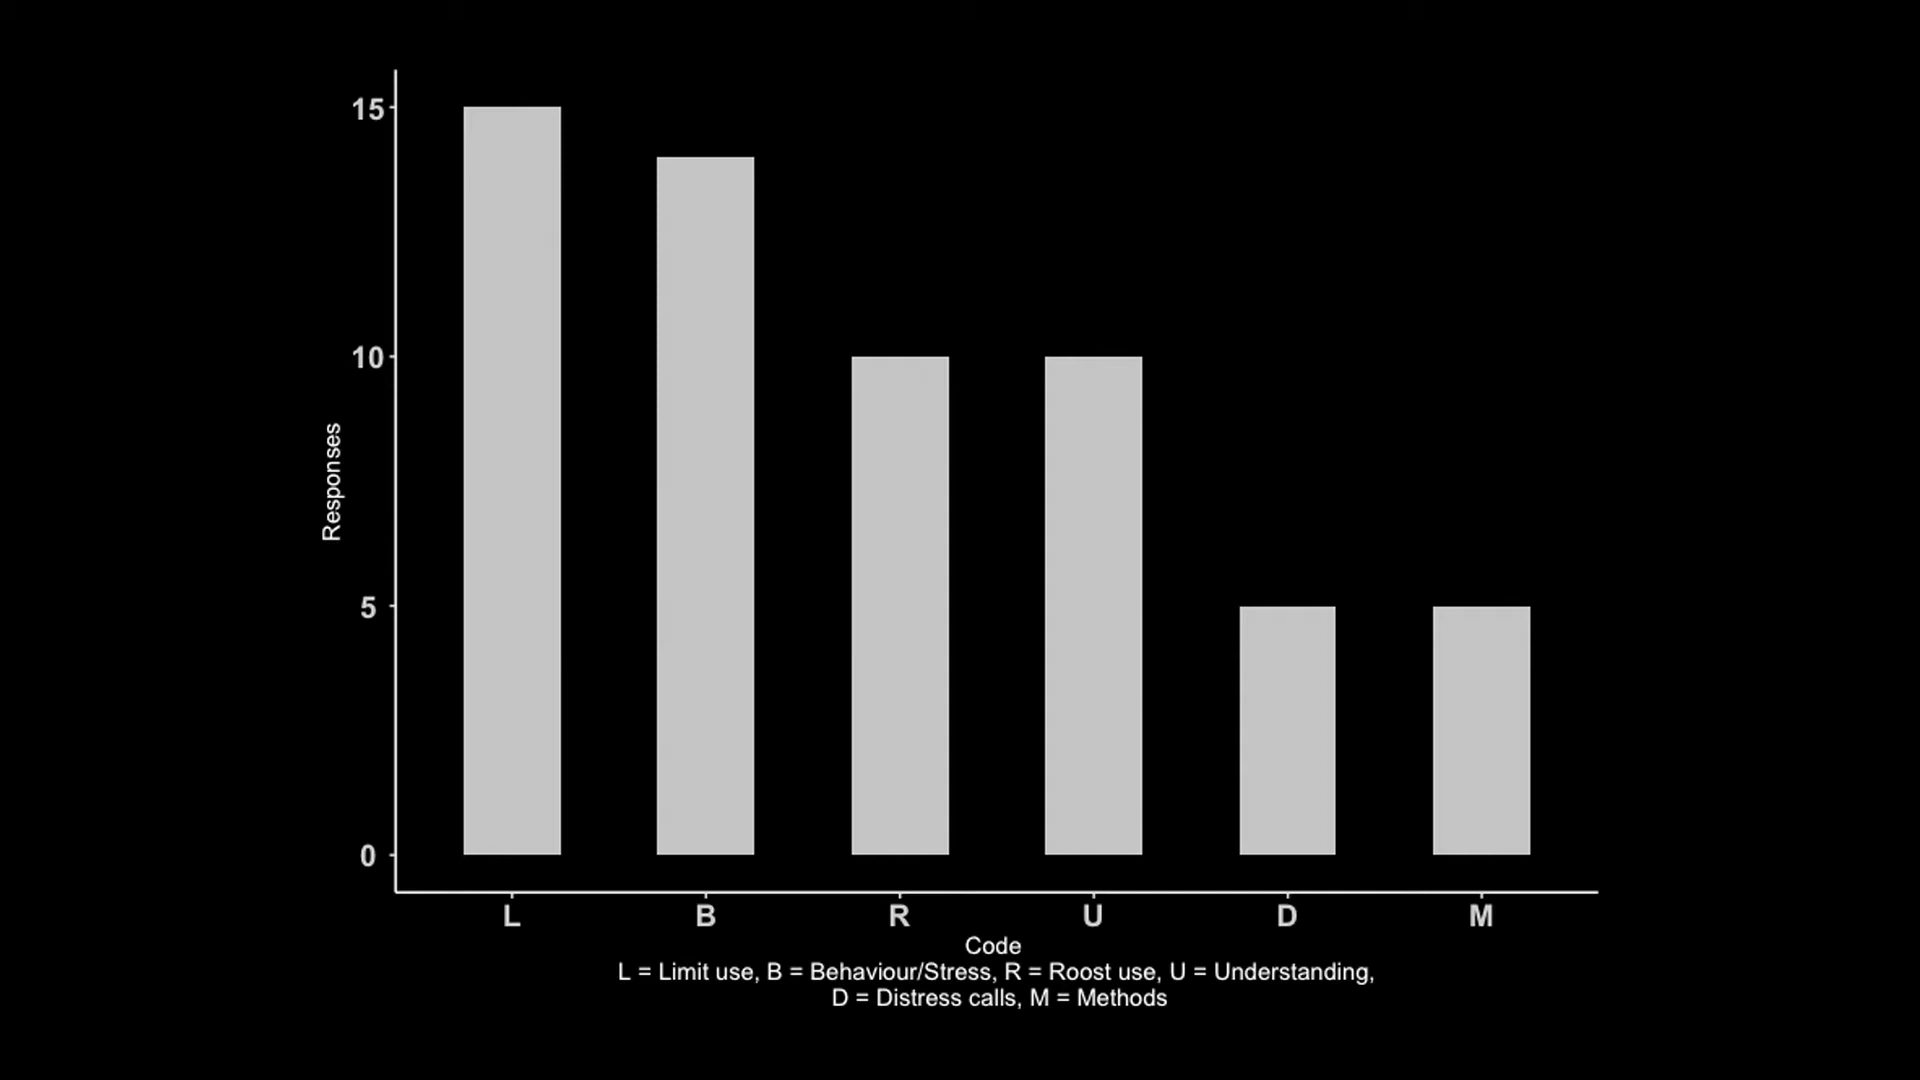 15
10
5
0
Responses
L B R U D M
Code
L = Limit use, B = Behaviour/Stress, R = Roost use, U = Understanding,
D = Distress calls, M = Methods